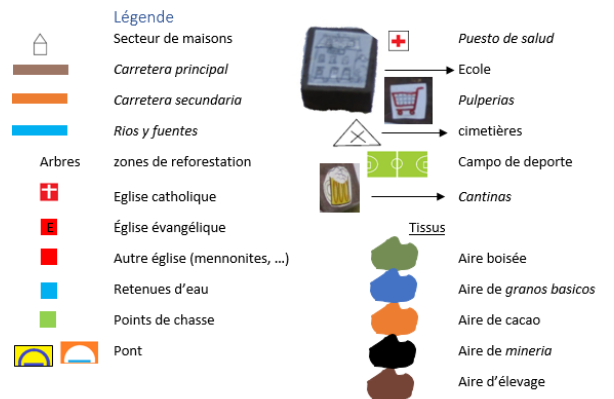 Légende
Secteur de maisons
Carretera principal
Carretera secundaria
Rios y fuentes
Arbres zones de reforestation
Eglise catholique
E Église évangélique
Autre église (mennonites, ...)
Retenues d'eau
Points de chasse
Pont
Puesto de salud
Ecole
Pulperias
cimetières
Campo de deporte
Cantinas
Tissus
Aire boisée
Aire de granos basicos
Aire de cacao
Aire de mineria
Aire d'élevage